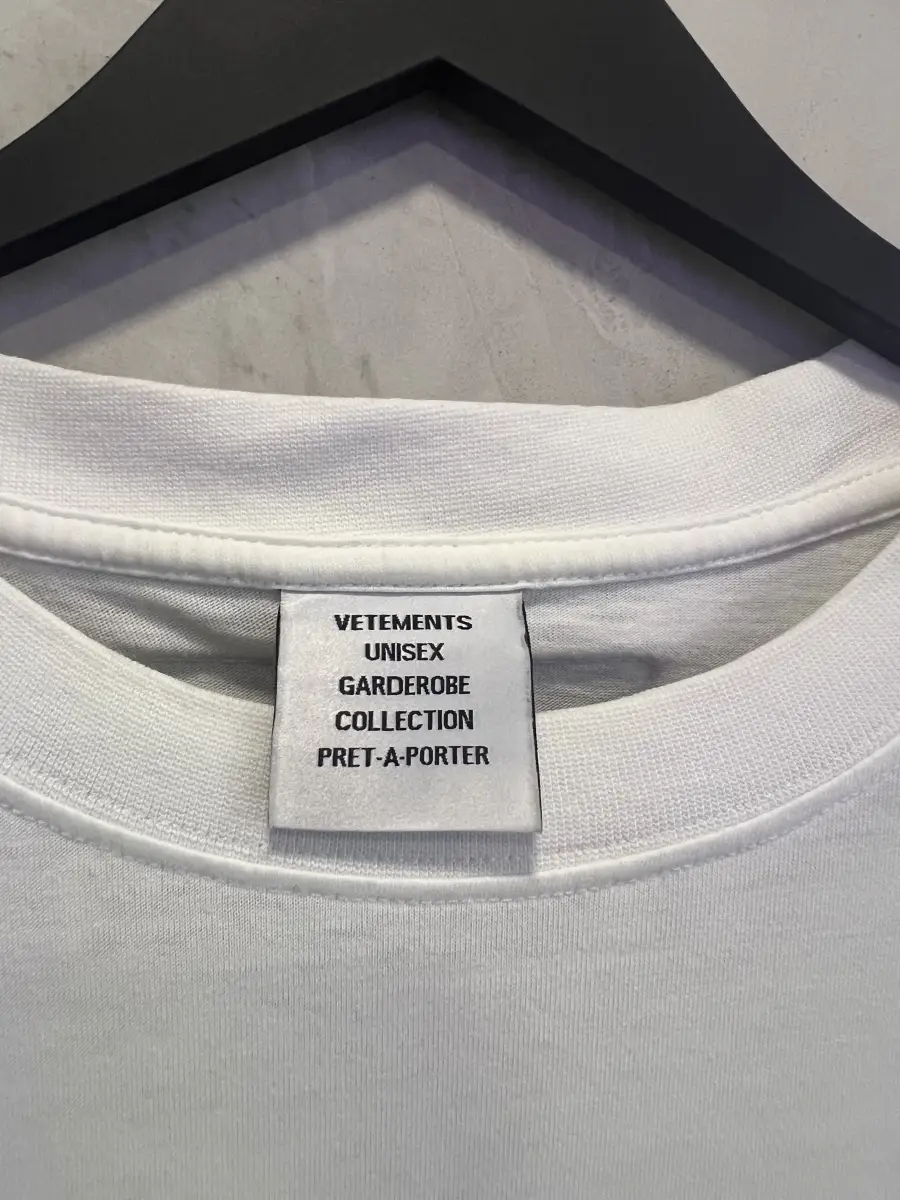 VETEMENTS
UNISEX
GARDEROBE
COLLECTION
PRET-A-PORTER